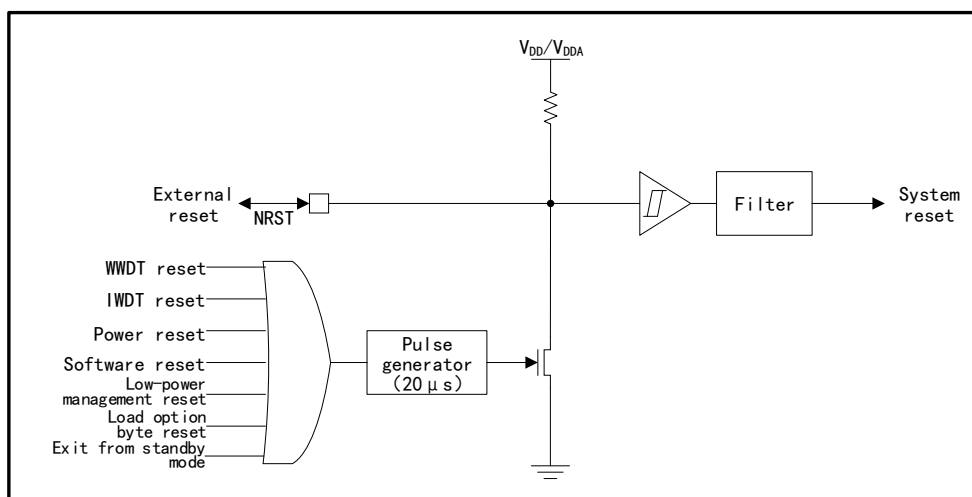 VDD/VDDA
External
reset
NRST
Filter
System
reset
WWDT reset
IWDT reset
Power reset
Software reset
Low-power
management reset
Load option
byte reset
Exit from standby
mode
Pulse
generator
(20μs)